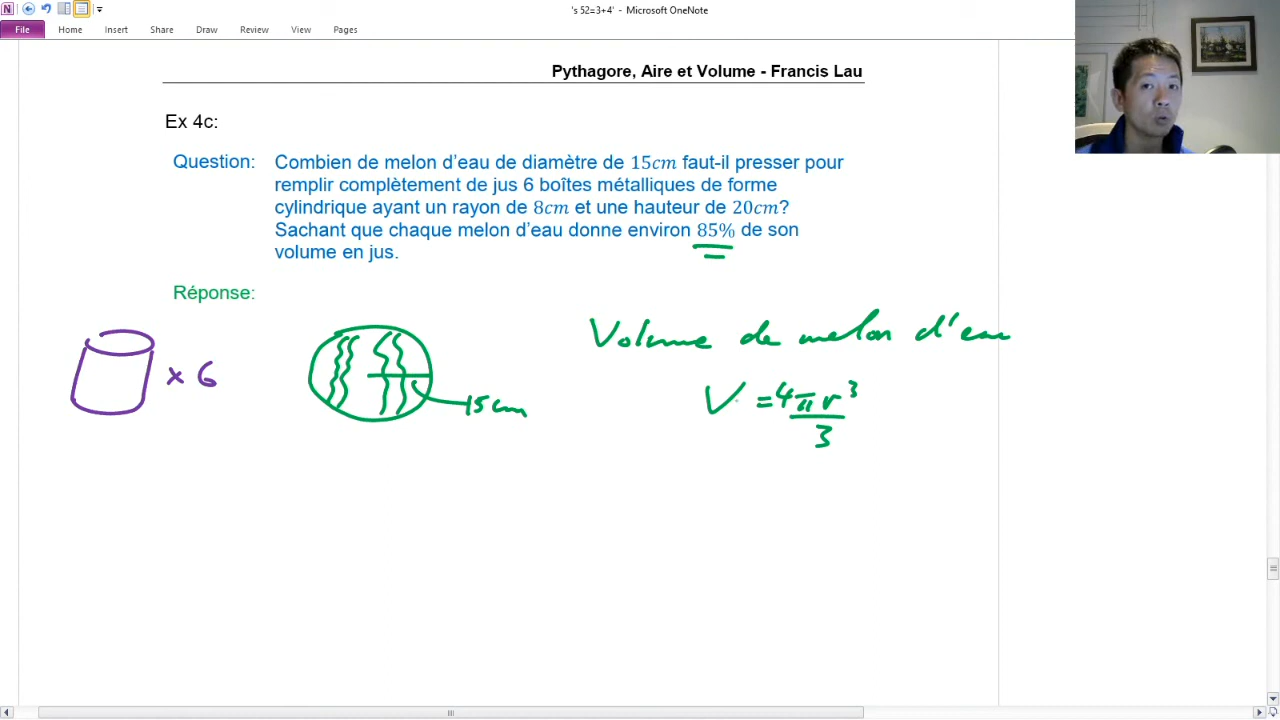 's 52=3+4' - Microsoft OneNote
File Home Insert Share Draw Review View Pages
Pythagore, Aire et Volume - Francis Lau
Ex 4c:
Question: Combien de melon d'eau de diamètre de 15cm faut-il presser pour
remplir complètement de jus 6 boîtes métalliques de forme
cylindrique ayant un rayon de 8cm et une hauteur de 20cm?
Sachant que chaque melon d'eau donne environ 85% de son
volume en jus.
Réponse:
Volume de melon d'eau
x 6
15cm
V = 4πr³
3